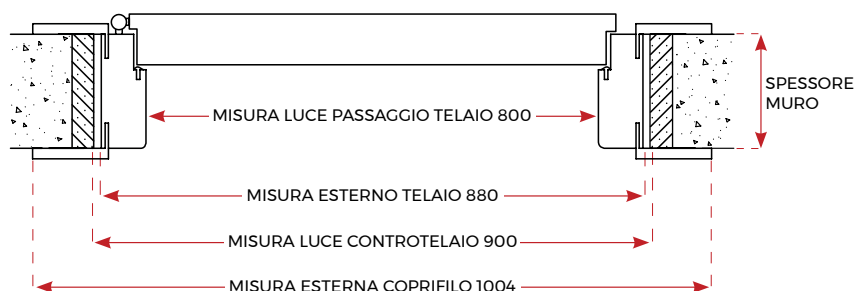 SPESSORE
MURO
MISURA LUCE PASSAGGIO TELAIO 800
MISURA ESTERNO TELAIO 880
MISURA LUCE CONTROTELAIO 900
MISURA ESTERNA COPRIFILO 1004